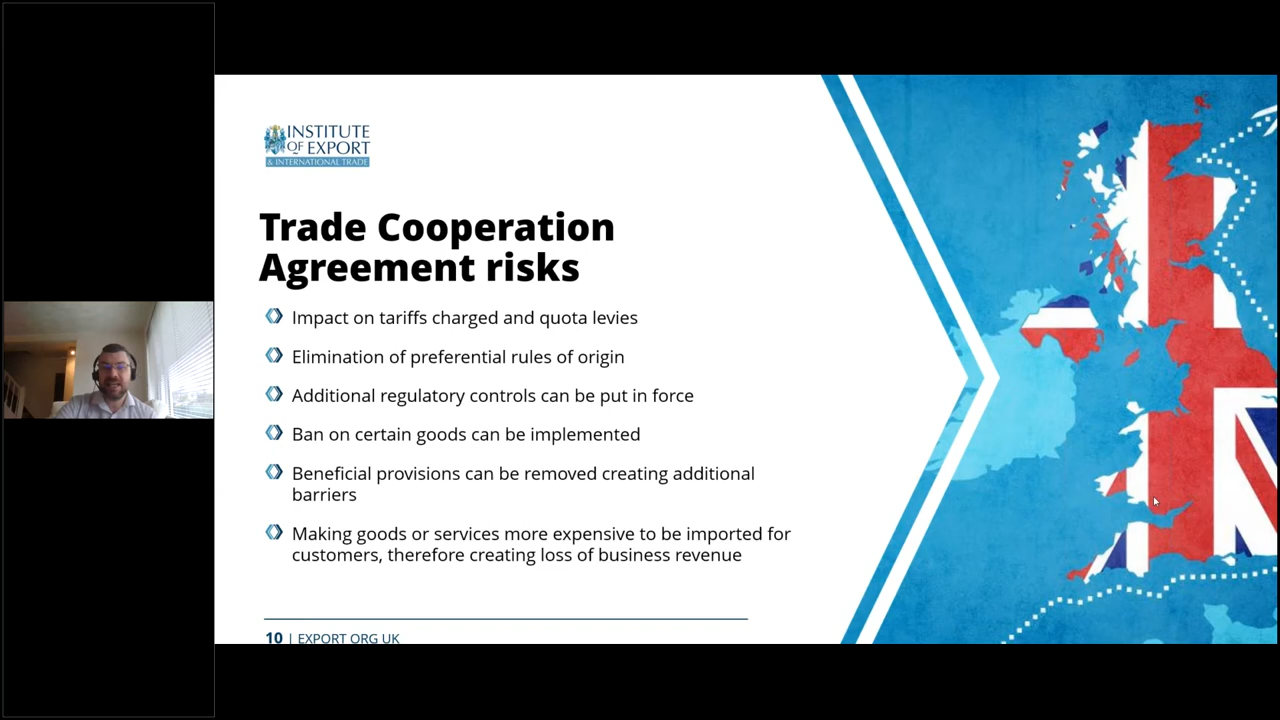 INSTITUTE
OF EXPORT
& INTERNATIONAL TRADE
Trade Cooperation
Agreement risks
Impact on tariffs charged and quota levies
Elimination of preferential rules of origin
Additional regulatory controls can be put in force
Ban on certain goods can be implemented
Beneficial provisions can be removed creating additional
barriers
Making goods or services more expensive to be imported for
customers, therefore creating loss of business revenue
10 | EXPORT ORG UK